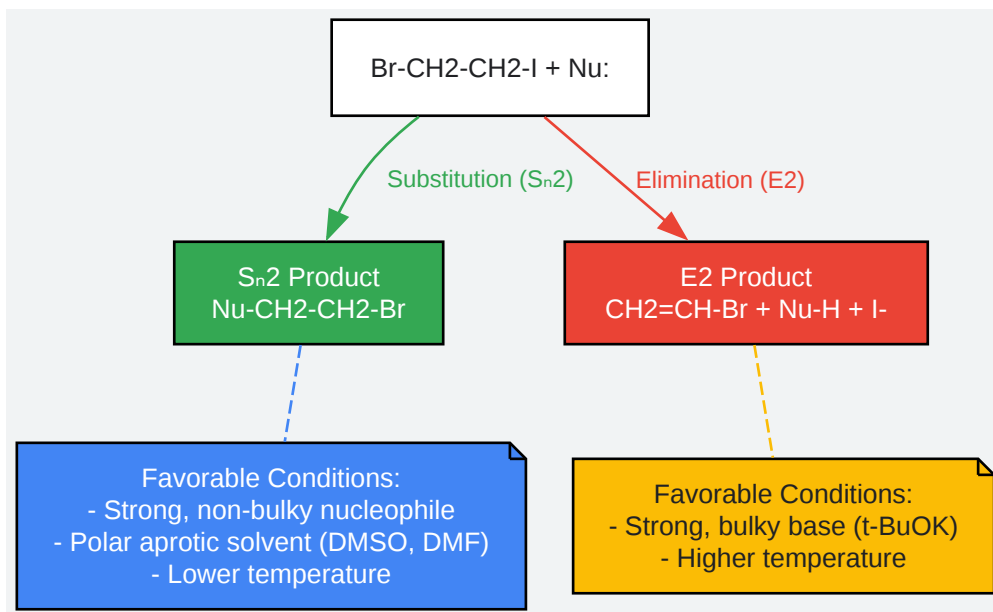 Br-CH2-CH2-I + Nu:
Substitution (Sₙ2)
Elimination (E2)
Sₙ2 Product
Nu-CH2-CH2-Br
E2 Product
CH2=CH-Br + Nu-H + I-
Favorable Conditions:
- Strong, non-bulky nucleophile
- Polar aprotic solvent (DMSO, DMF)
- Lower temperature
Favorable Conditions:
- Strong, bulky base (t-BuOK)
- Higher temperature